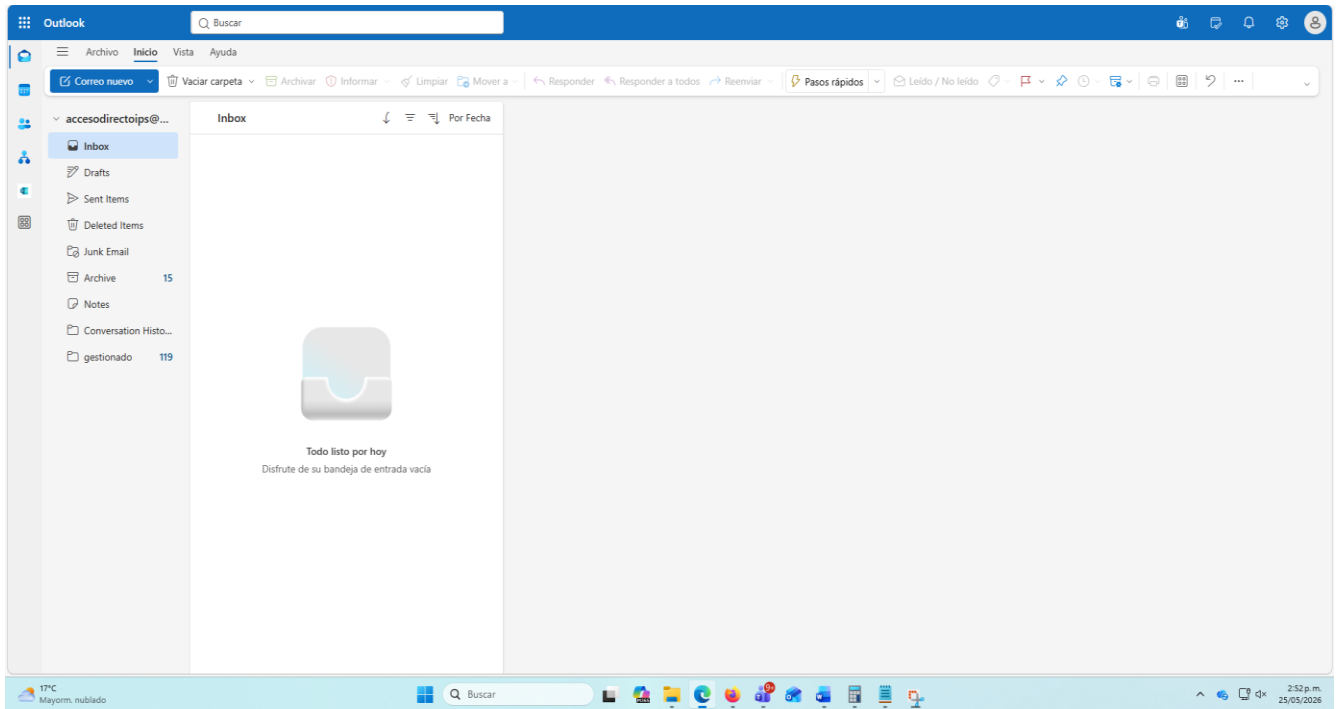 Outlook
Buscar
Archivo Inicio Vista Ayuda
Correo nuevo Vaciar carpeta Archivar Informar Limpiar Mover a Responder Responder a todos Reenviar Pasos rápidos Leído / No leído
accesodirectoips@...
Inbox
Drafts
Sent Items
Deleted Items
Junk Email
Archive 15
Notes
Conversation Histo...
gestionado 119
Inbox Por Fecha
Todo listo por hoy
Disfrute de su bandeja de entrada vacía
17°C
Mayorm. nublado
Buscar
9+
2:52 p.m.
25/05/2026